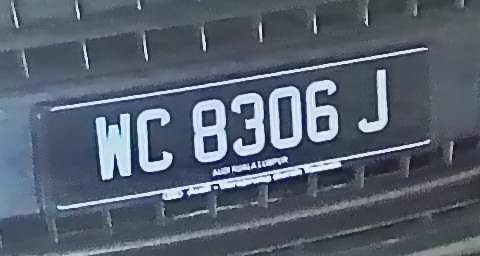 WC 8306 J
AUDI KUALA LUMPUR